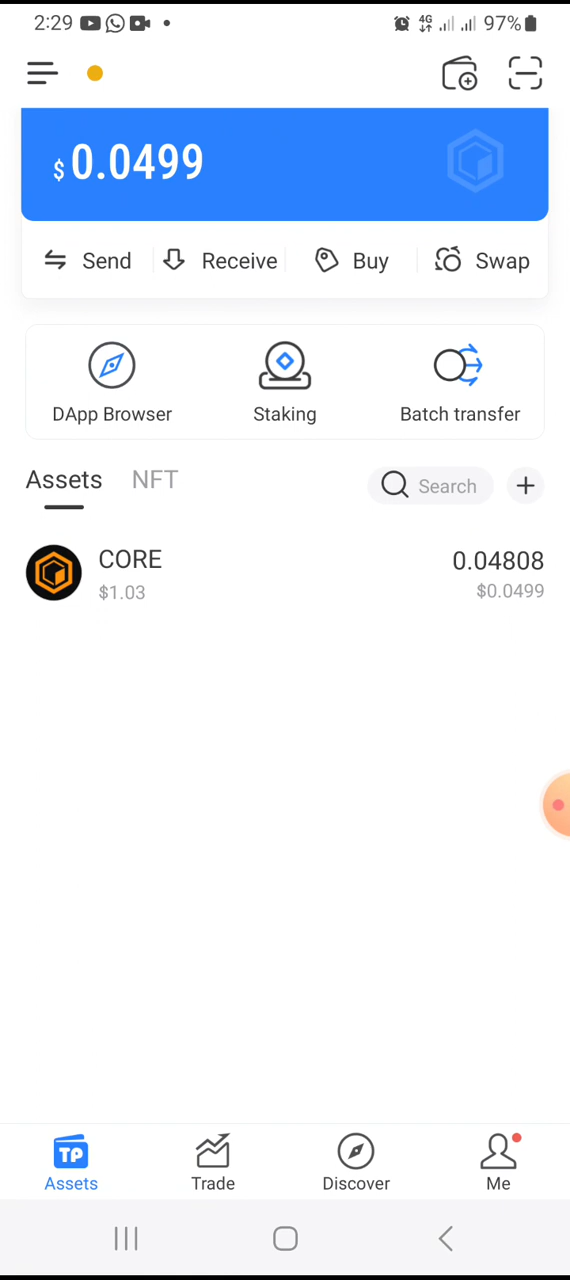 2:29 4G 97%
$ 0.0499
Send Receive Buy Swap
DApp Browser Staking Batch transfer
Assets NFT Search
CORE 0.04808
$1.03 $0.0499
TP
Assets Trade Discover Me